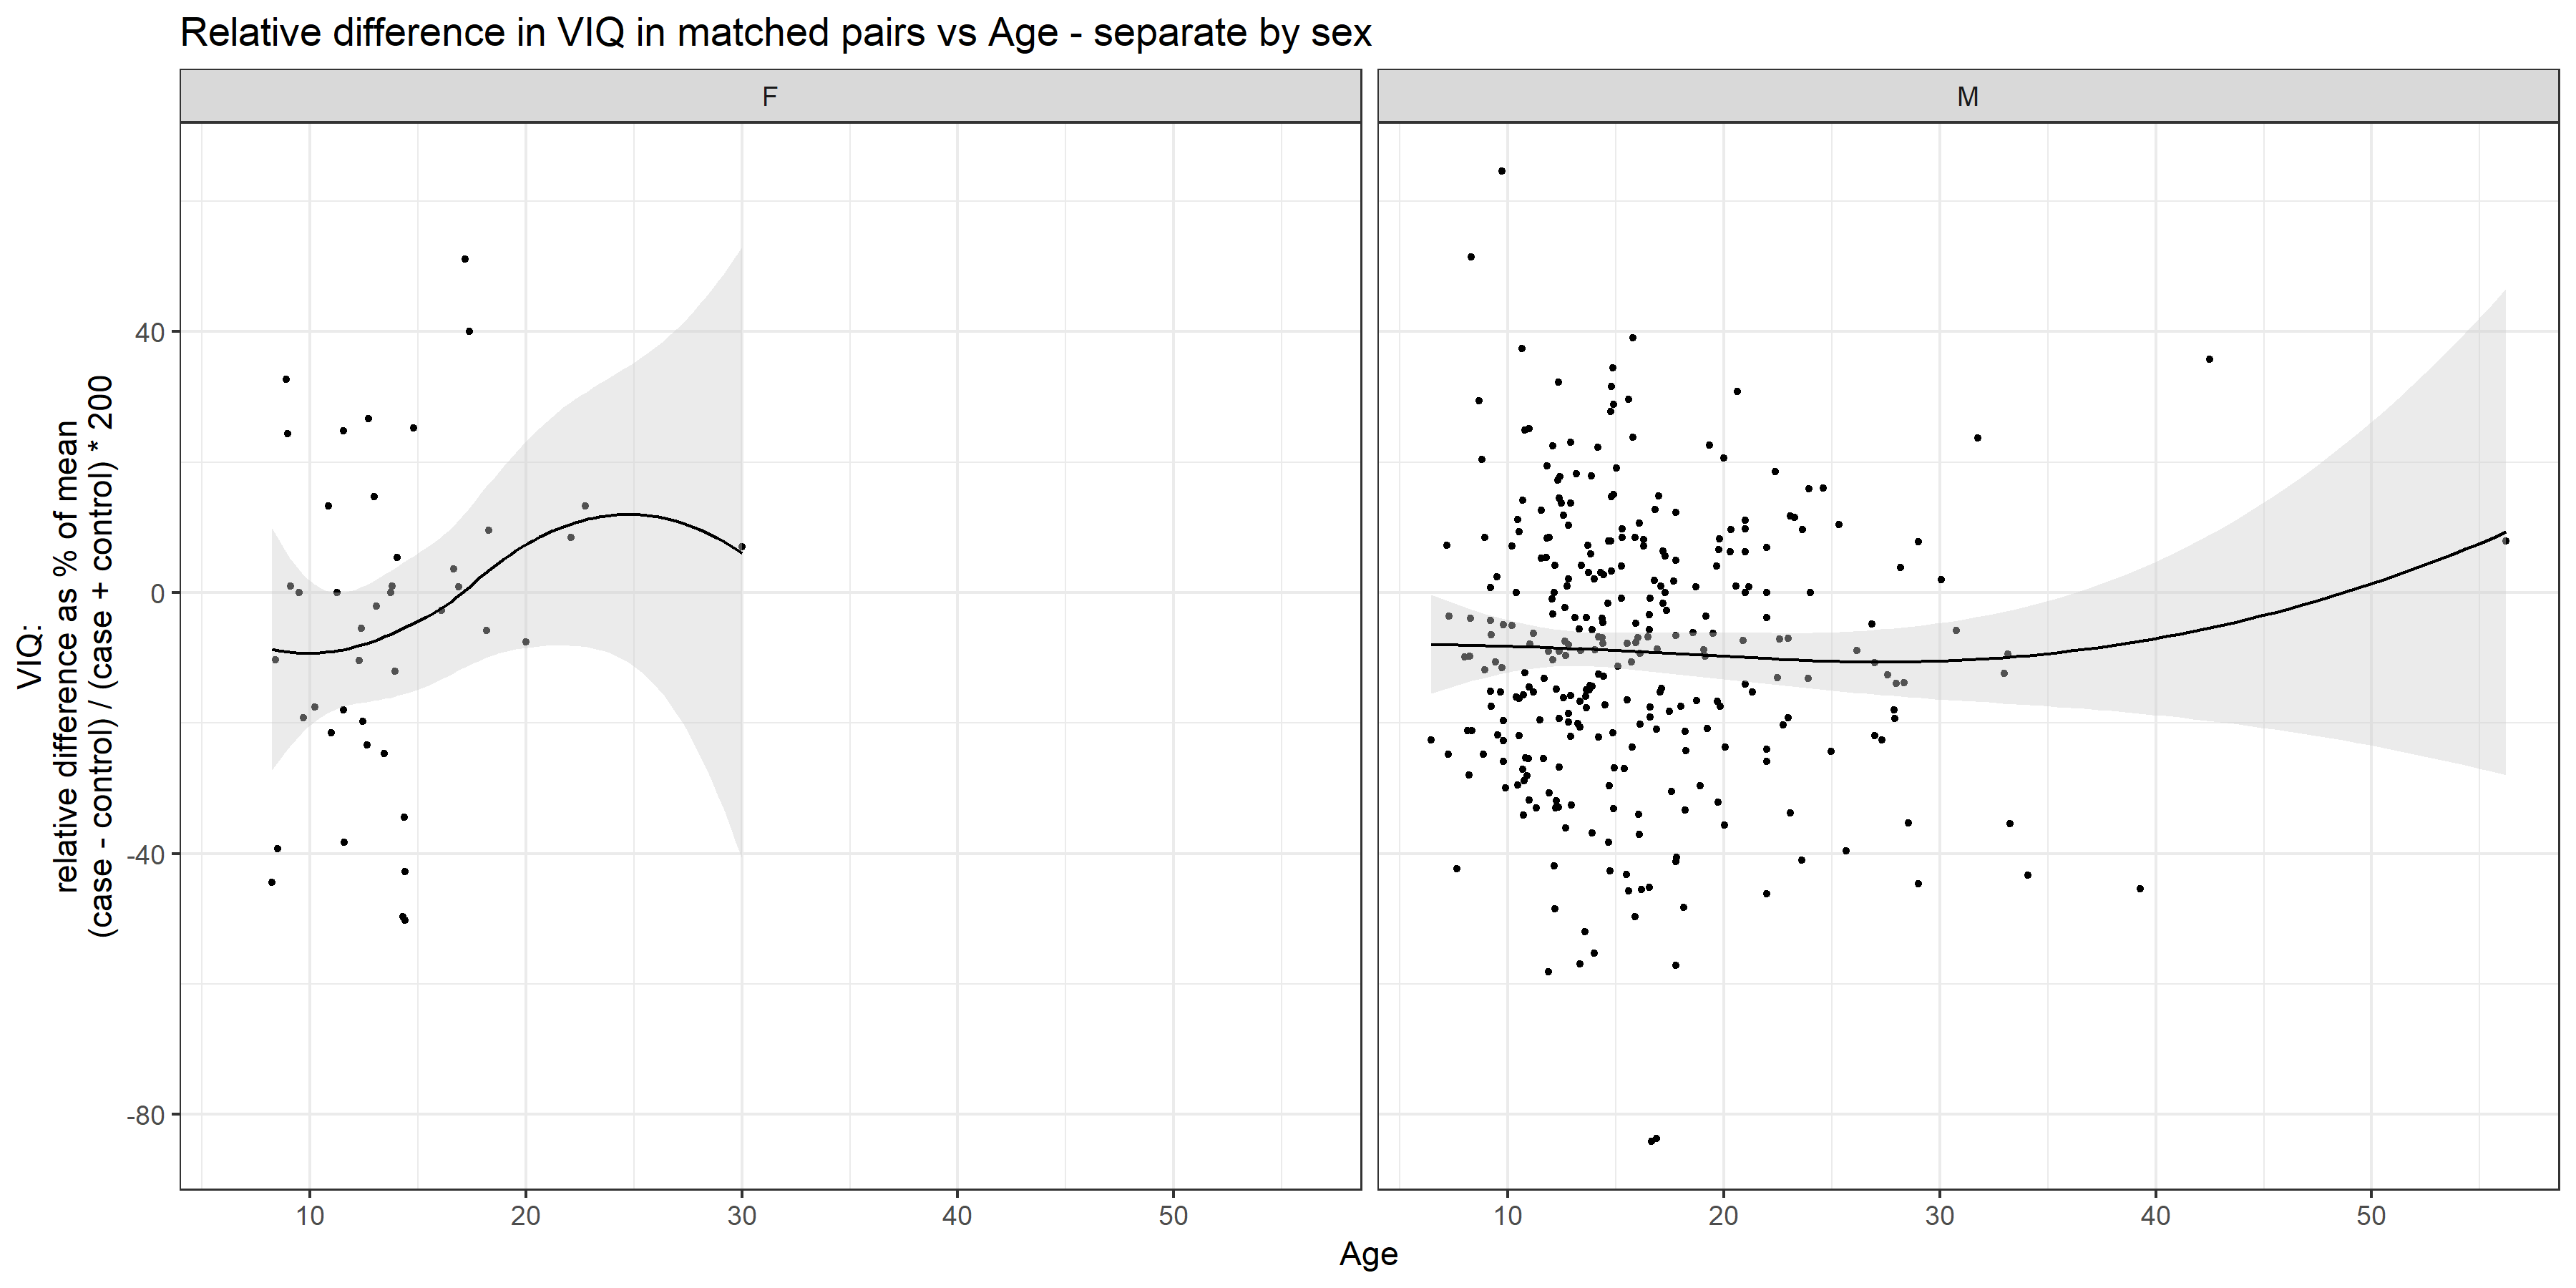 Relative difference in VIQ in matched pairs vs Age - separate by sex
F
M
VIQ:
relative difference as % of mean
(case - control) / (case + control) * 200
40
0
-40
-80
10 20 30 40 50
10 20 30 40 50
Age